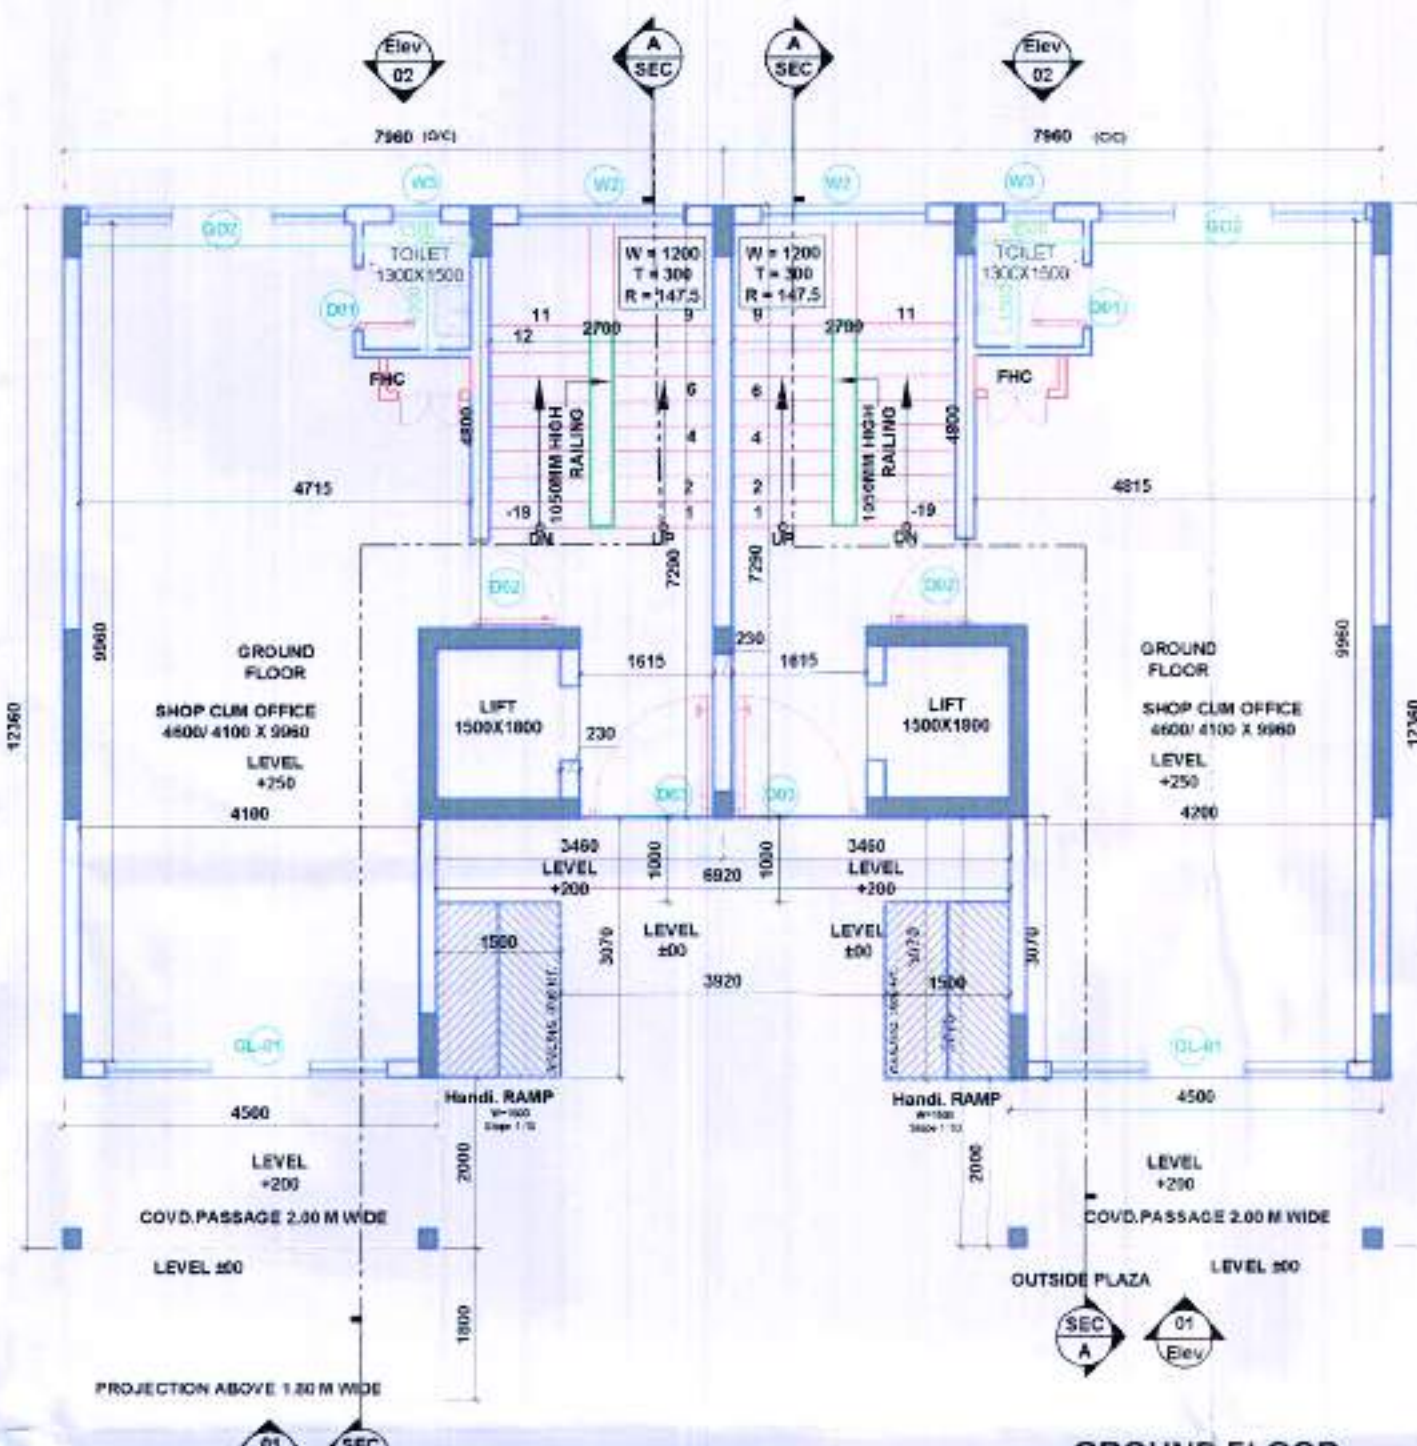 Elev
02
A
SEC
A
SEC
Elev
02
7960 (C/C)
7960 (C/C)
W3
W2
W2
W3
GD2
TOILET
1300X1500
W = 1200
T = 300
R = 147.5
W = 1200
T = 300
R = 147.5
TOILET
1300X1500
GD2
D01
D01
11
12
2700
9
9
2700
11
FHC
FHC
6
6
4800
1050MM HIGH
RAILING
4
4
1050MM HIGH
RAILING
4800
4715
2
2
4815
-19
1
1
-19
DN
UP
UP
DN
7290
7290
D02
D02
9960
9960
GROUND
FLOOR
GROUND
FLOOR
230
1615
1615
SHOP CUM OFFICE
4600/ 4100 X 9960
LIFT
1500X1800
LIFT
1500X1800
SHOP CUM OFFICE
4600/ 4100 X 9960
12360
12360
230
LEVEL
+250
LEVEL
+250
D03
D03
4100
4200
3460
3460
LEVEL
+200
1000
6920
1000
LEVEL
+200
LEVEL
±00
LEVEL
±00
1500
3070
3070
3070
3920
1500
GL-01
GL-01
Handi. RAMP
Handi. RAMP
4500
4500
LEVEL
+200
2000
2000
LEVEL
+200
COVD.PASSAGE 2.00 M WIDE
COVD.PASSAGE 2.00 M WIDE
LEVEL ±00
LEVEL ±00
OUTSIDE PLAZA
1800
SEC
A
01
Elev
PROJECTION ABOVE 1.80 M WIDE
01
SEC
GROUND FLOOR